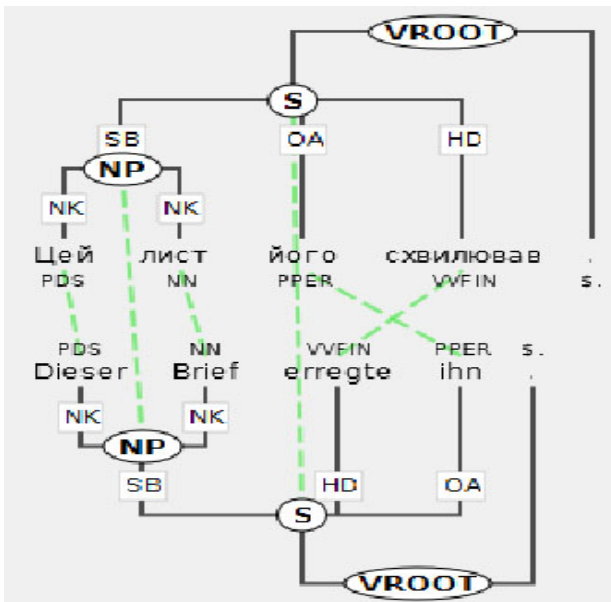 VROOT
S
SB OA HD
NP
NK NK
Цей лист його схвилював .
PDS NN PPER VVFIN $.
PDS NN VVFIN PPER $.
Dieser Brief erregte ihn .
NK NK
NP
SB HD OA
S
VROOT